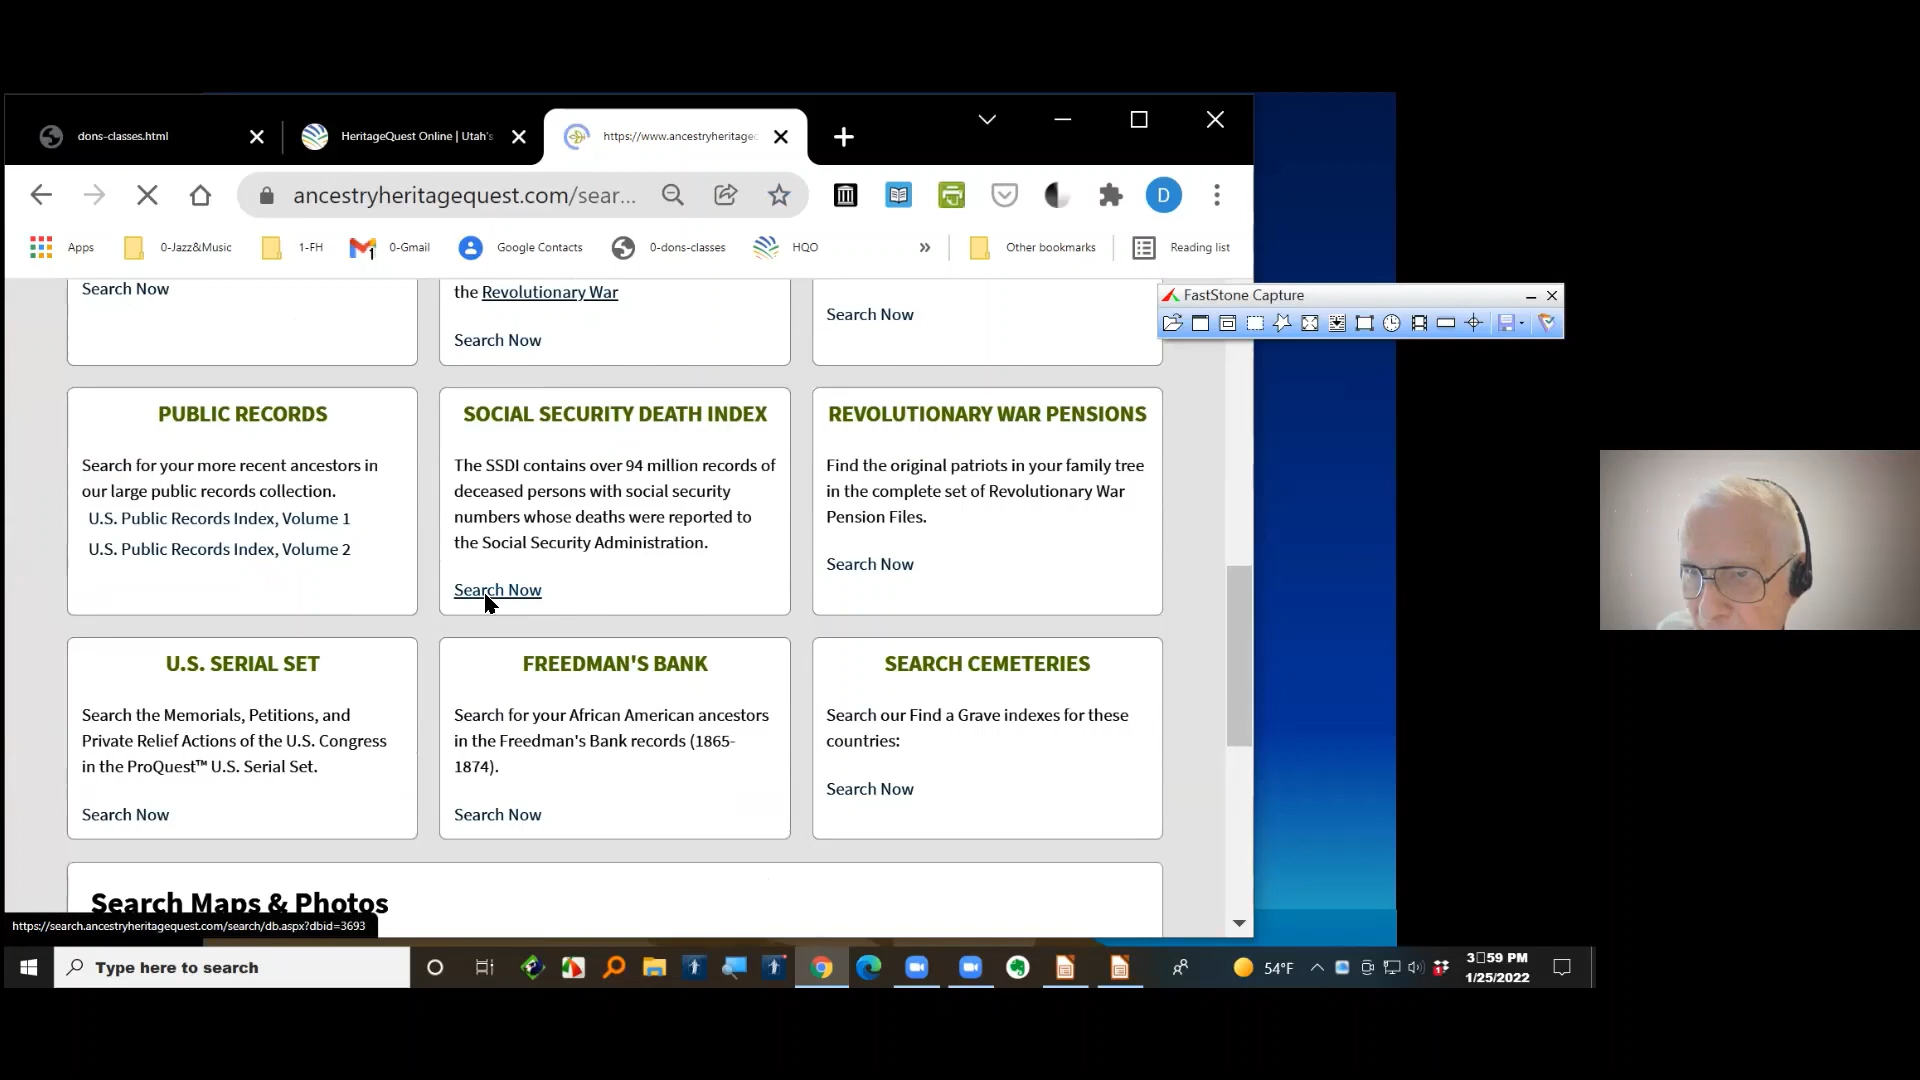 dons-classes.html
HeritageQuest Online | Utah's
https://www.ancestryheritage
ancestryheritagequest.com/sear...
D
Apps
0-Jazz&Music
1-FH
0-Gmail
Google Contacts
0-dons-classes
HQO
»
Other bookmarks
Reading list
FastStone Capture
Search Now
the Revolutionary War
Search Now
Search Now
PUBLIC RECORDS
Search for your more recent ancestors in
our large public records collection.
U.S. Public Records Index, Volume 1
U.S. Public Records Index, Volume 2
SOCIAL SECURITY DEATH INDEX
The SSDI contains over 94 million records of
deceased persons with social security
numbers whose deaths were reported to
the Social Security Administration.
Search Now
REVOLUTIONARY WAR PENSIONS
Find the original patriots in your family tree
in the complete set of Revolutionary War
Pension Files.
Search Now
U.S. SERIAL SET
Search the Memorials, Petitions, and
Private Relief Actions of the U.S. Congress
in the ProQuest™ U.S. Serial Set.
Search Now
FREEDMAN'S BANK
Search for your African American ancestors
in the Freedman's Bank records (1865-
1874).
Search Now
SEARCH CEMETERIES
Search our Find a Grave indexes for these
countries:
Search Now
Search Maps & Photos
https://search.ancestryheritagequest.com/search/db.aspx?dbid=3693
Type here to search
54°F
3:59 PM
1/25/2022